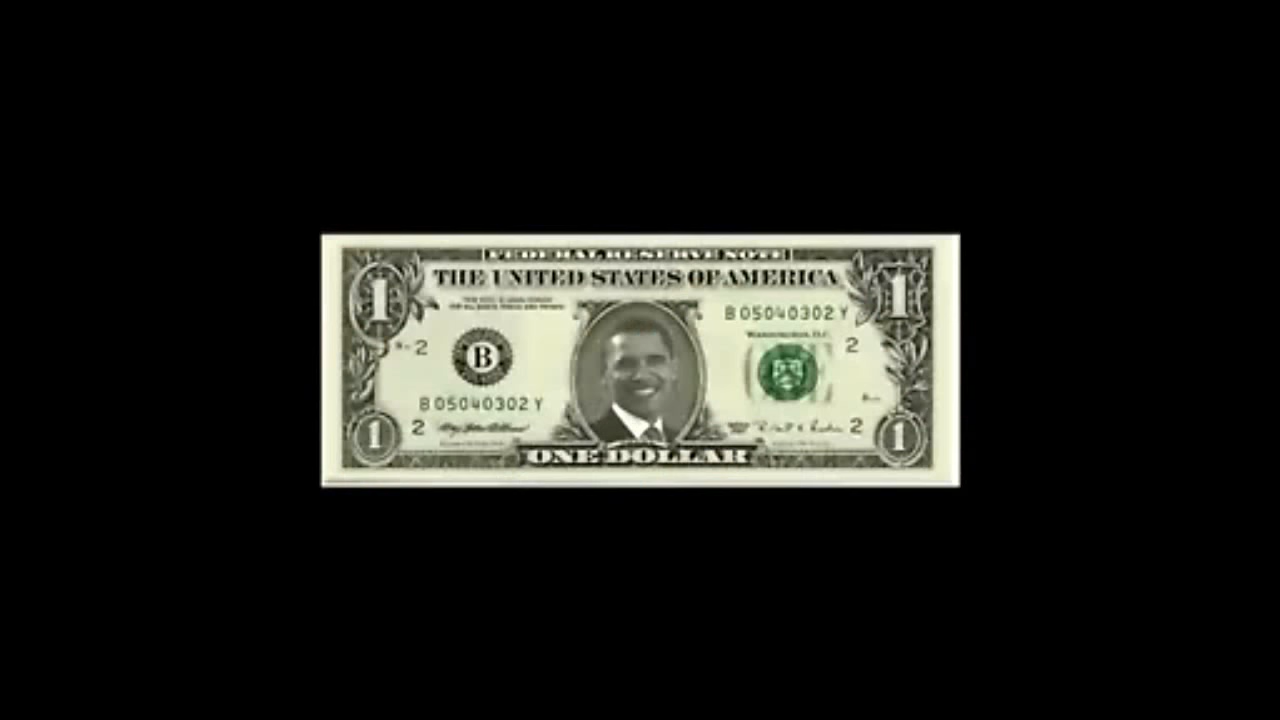 FEDERAL RESERVE NOTE
THE UNITED STATES OF AMERICA
1
1
B 05040302 Y
WASHINGTON, D.C.
2
2
B
B 05040302 Y
2
2
1
1
ONE DOLLAR